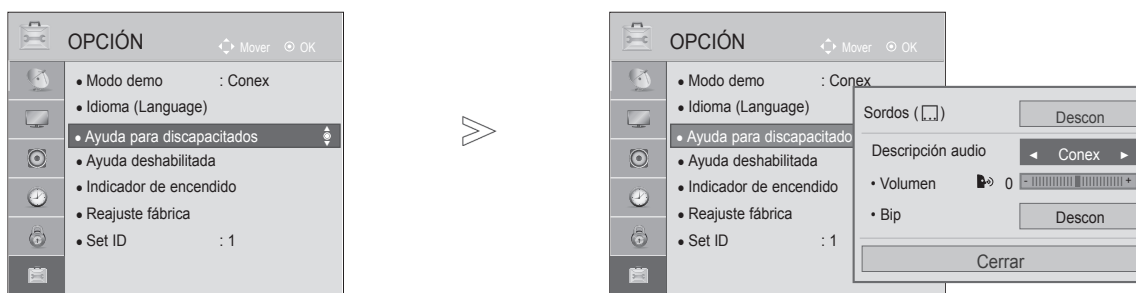 OPCIÓN Mover OK
• Modo demo : Conex
• Idioma (Language)
• Ayuda para discapacitados
• Ayuda deshabilitada
• Indicador de encendido
• Reajuste fábrica
• Set ID : 1
OPCIÓN Mover OK
• Modo demo : Conex
• Idioma (Language)
• Ayuda para discapacitado
• Ayuda deshabilitada
• Indicador de encendido
• Reajuste fábrica
• Set ID : 1
Sordos ( ) Descon
Descripción audio ◄ Conex ►
• Volumen 0 - +
• Bip Descon
Cerrar